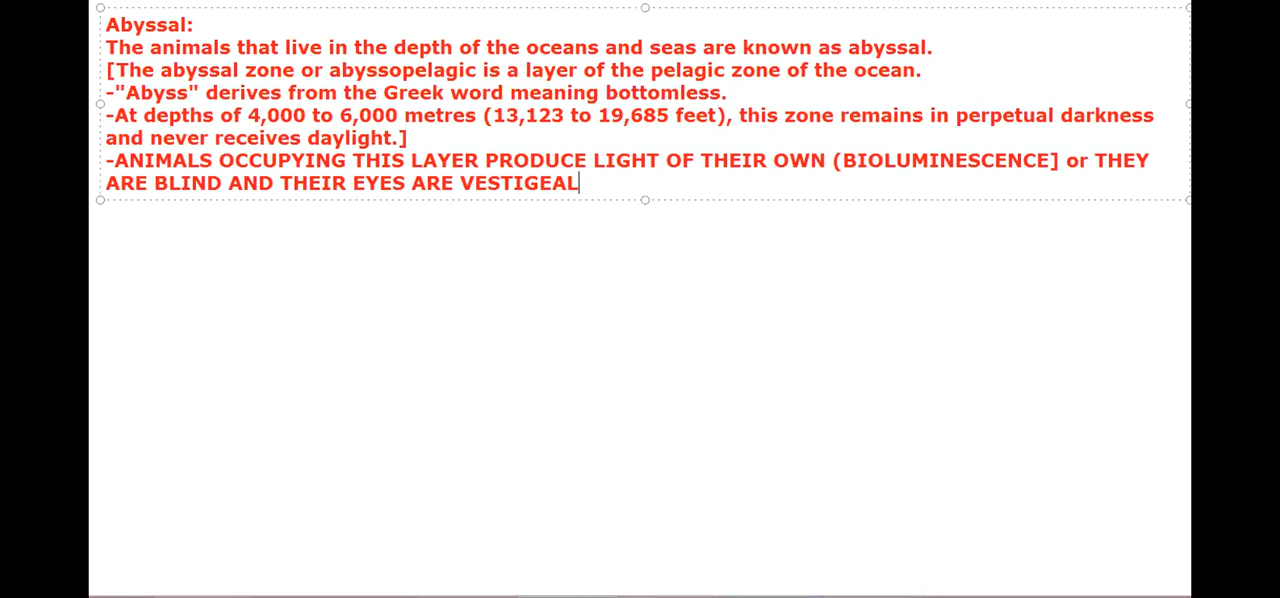 Abyssal:
The animals that live in the depth of the oceans and seas are known as abyssal.
[The abyssal zone or abyssopelagic is a layer of the pelagic zone of the ocean.
-"Abyss" derives from the Greek word meaning bottomless.
-At depths of 4,000 to 6,000 metres (13,123 to 19,685 feet), this zone remains in perpetual darkness
and never receives daylight.]
-ANIMALS OCCUPYING THIS LAYER PRODUCE LIGHT OF THEIR OWN (BIOLUMINESCENCE] or THEY
ARE BLIND AND THEIR EYES ARE VESTIGEAL